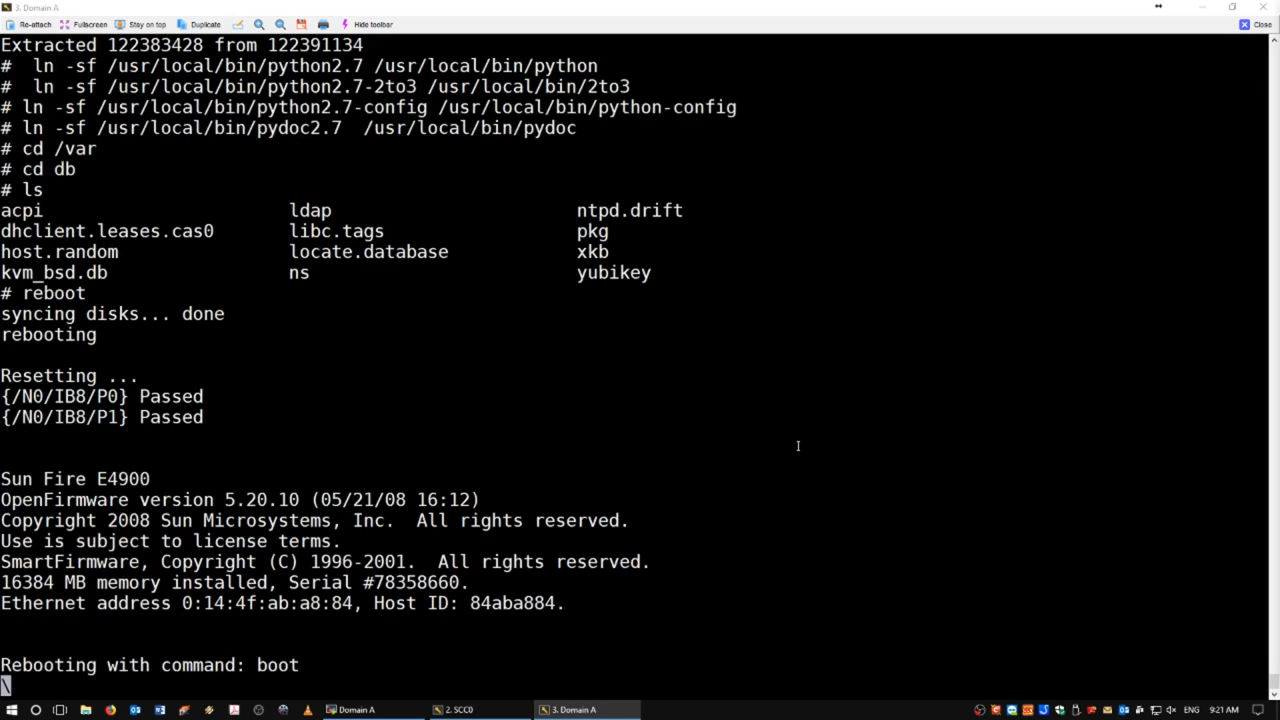 3. Domain A
Re-attach Fullscreen Stay on top Duplicate Hide toolbar Close
Extracted 122383428 from 122391134
#  ln -sf /usr/local/bin/python2.7 /usr/local/bin/python
#  ln -sf /usr/local/bin/python2.7-2to3 /usr/local/bin/2to3
# ln -sf /usr/local/bin/python2.7-config /usr/local/bin/python-config
# ln -sf /usr/local/bin/pydoc2.7  /usr/local/bin/pydoc
# cd /var
# cd db
# ls
acpi ldap ntpd.drift
dhclient.leases.cas0 libc.tags pkg
host.random locate.database xkb
kvm_bsd.db ns yubikey
# reboot
syncing disks... done
rebooting
Resetting ...
{/N0/IB8/P0} Passed
{/N0/IB8/P1} Passed
Sun Fire E4900
OpenFirmware version 5.20.10 (05/21/08 16:12)
Copyright 2008 Sun Microsystems, Inc.  All rights reserved.
Use is subject to license terms.
SmartFirmware, Copyright (C) 1996-2001.  All rights reserved.
16384 MB memory installed, Serial #78358660.
Ethernet address 0:14:4f:ab:a8:84, Host ID: 84aba884.
Rebooting with command: boot
\
Domain A 2. SCC0 3. Domain A ENG 9:21 AM